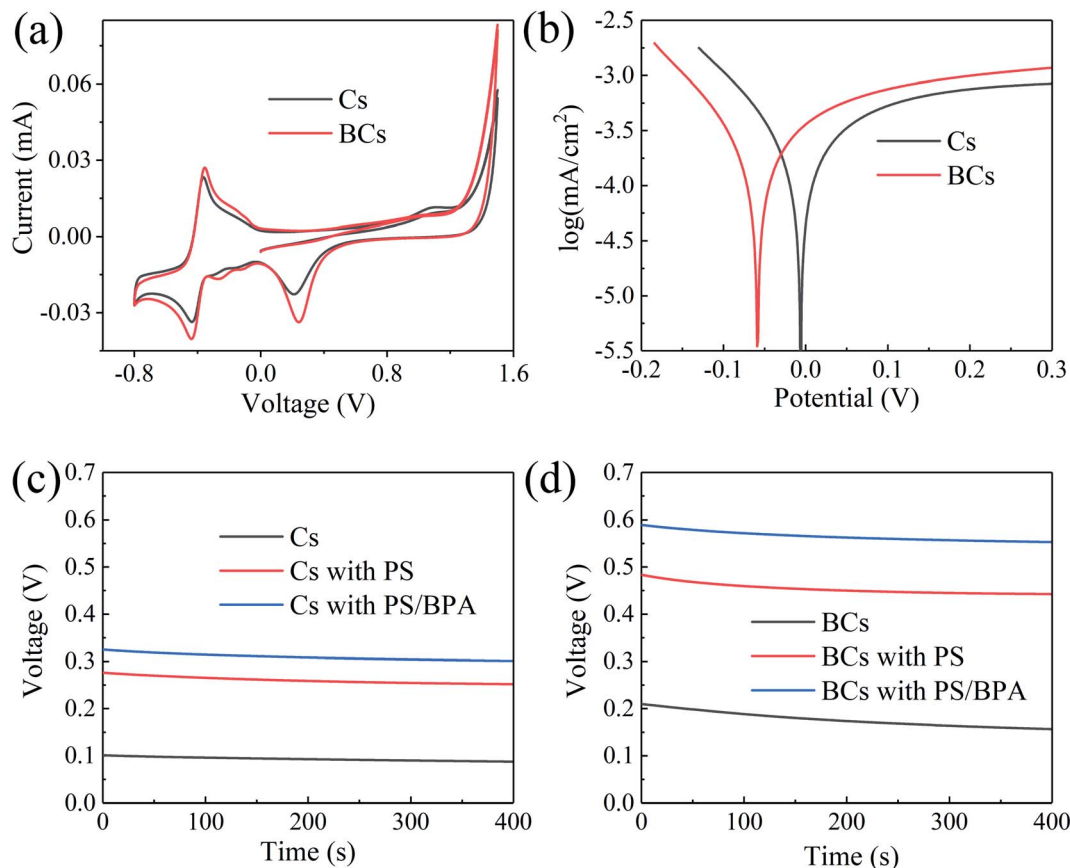 (a)
Current (mA)
0.06
0.03
0.00
-0.03
Cs
BCs
-0.8
0.0
0.8
1.6
Voltage (V)
(b)
log(mA/cm²)
-2.5
-3.0
-3.5
-4.0
-4.5
-5.0
-5.5
Cs
BCs
-0.2
-0.1
0.0
0.1
0.2
0.3
Potential (V)
(c)
Voltage (V)
0.7
0.6
0.5
0.4
0.3
0.2
0.1
0.0
Cs
Cs with PS
Cs with PS/BPA
0
100
200
300
400
Time (s)
(d)
Voltage (V)
0.7
0.6
0.5
0.4
0.3
0.2
0.1
0.0
BCs
BCs with PS
BCs with PS/BPA
0
100
200
300
400
Time (s)